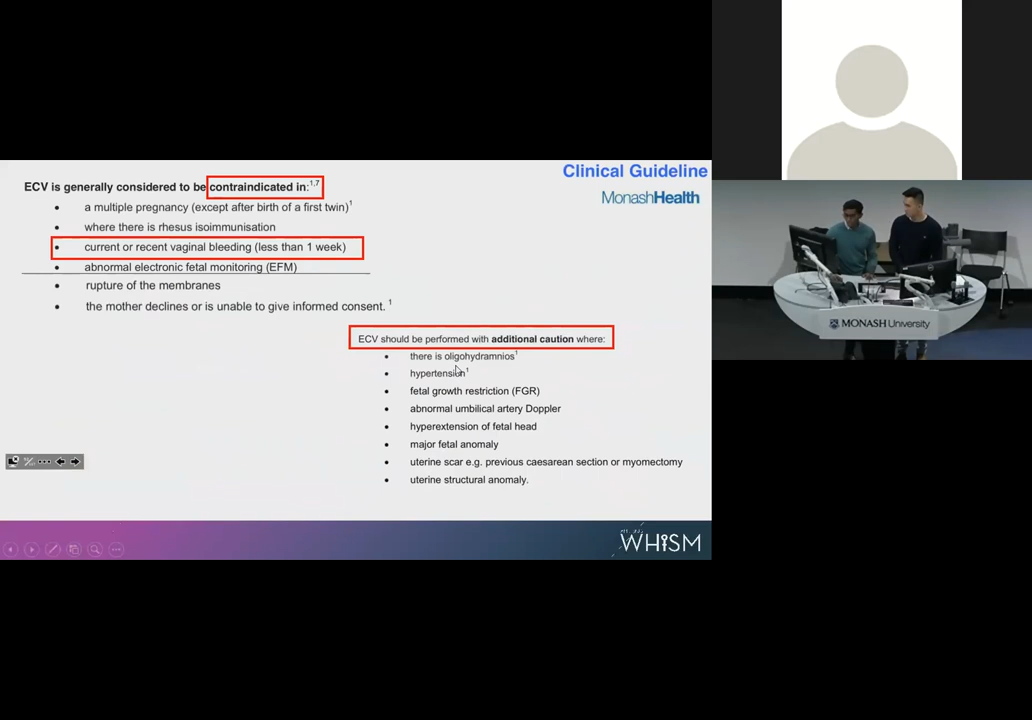 Clinical Guideline
MonashHealth
ECV is generally considered to be contraindicated in:1,7
• a multiple pregnancy (except after birth of a first twin)1
• where there is rhesus isoimmunisation
• current or recent vaginal bleeding (less than 1 week)
• abnormal electronic fetal monitoring (EFM)
• rupture of the membranes
• the mother declines or is unable to give informed consent. 1
ECV should be performed with additional caution where:
• there is oligohydramnios1
• hypertension1
• fetal growth restriction (FGR)
• abnormal umbilical artery Doppler
• hyperextension of fetal head
• major fetal anomaly
• uterine scar e.g. previous caesarean section or myomectomy
• uterine structural anomaly.
WHISM
MONASH University